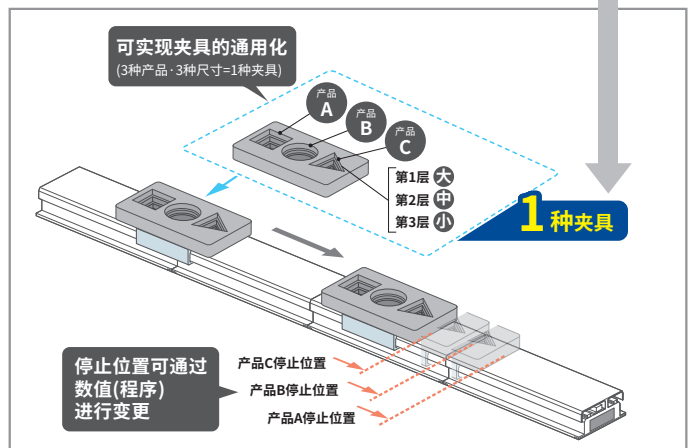 可实现夹具的通用化
(3种产品·3种尺寸=1种夹具)
产品
A
产品
B
产品
C
第1层 大
第2层 中
第3层 小
1种夹具
停止位置可通过
数值(程序)
进行变更
产品C停止位置
产品B停止位置
产品A停止位置